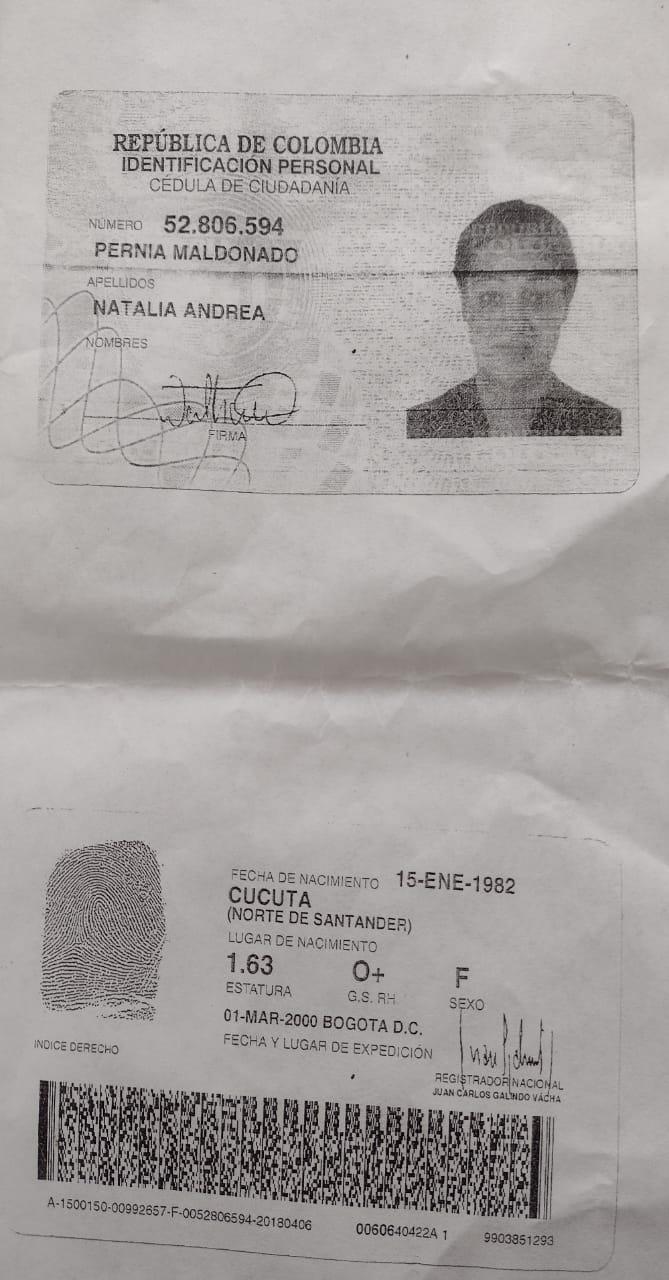 REPÚBLICA DE COLOMBIA
IDENTIFICACIÓN PERSONAL
CÉDULA DE CIUDADANÍA
NÚMERO 52.806.594
PERNIA MALDONADO
APELLIDOS
NATALIA ANDREA
NOMBRES
FIRMA
FECHA DE NACIMIENTO 15-ENE-1982
CUCUTA
(NORTE DE SANTANDER)
LUGAR DE NACIMIENTO
1.63 O+ F
ESTATURA G.S. RH SEXO
01-MAR-2000 BOGOTA D.C.
FECHA Y LUGAR DE EXPEDICIÓN
INDICE DERECHO
REGISTRADOR NACIONAL
JUAN CARLOS GALINDO VÁCHA
A-1500150-00992657-F-0052806594-20180406 0060640422A 1 9903851293